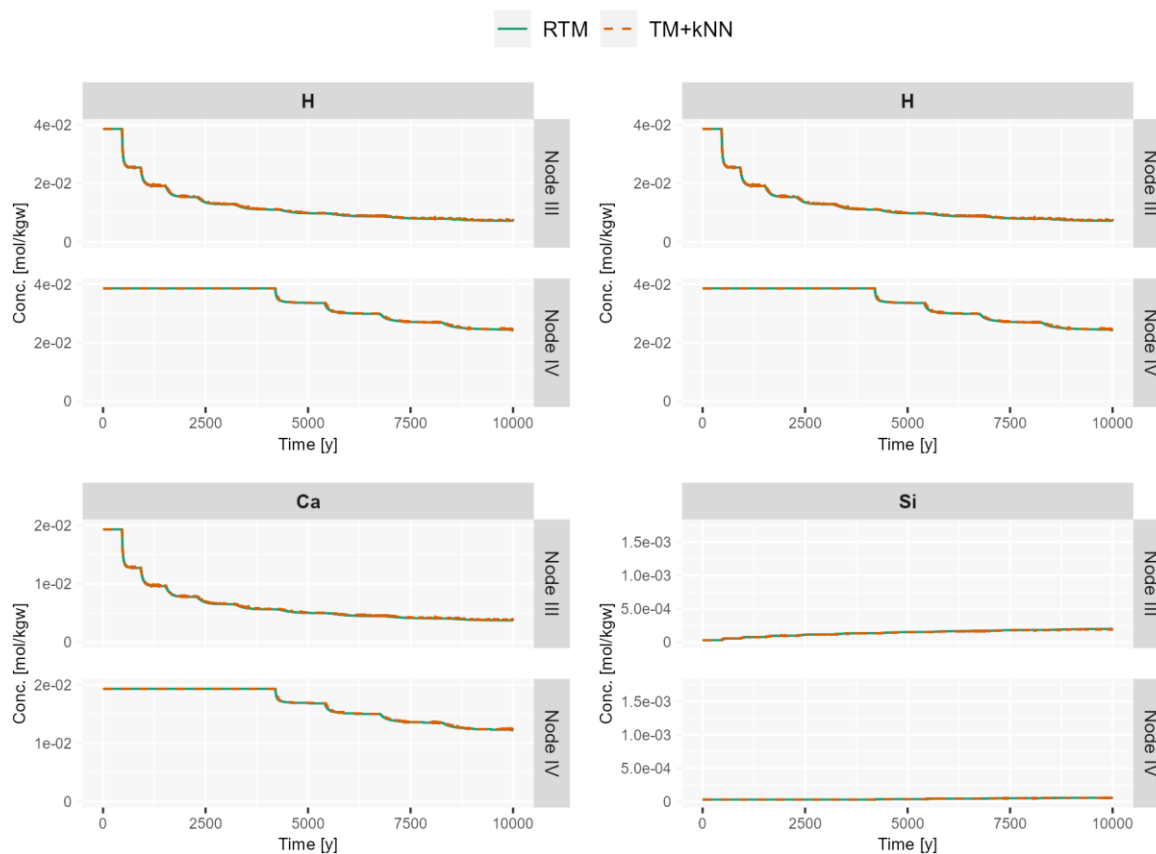 RTM TM+kNN
H
4e-02
2e-02
0
Node III
4e-02
2e-02
0
Node IV
Conc. [mol/kgw]
0 2500 5000 7500 10000
Time [y]
H
4e-02
2e-02
0
Node III
4e-02
2e-02
0
Node IV
Conc. [mol/kgw]
0 2500 5000 7500 10000
Time [y]
Ca
2e-02
1e-02
0
Node III
2e-02
1e-02
0
Node IV
Conc. [mol/kgw]
0 2500 5000 7500 10000
Time [y]
Si
1.5e-03
1.0e-03
5.0e-04
0
Node III
1.5e-03
1.0e-03
5.0e-04
0
Node IV
Conc. [mol/kgw]
0 2500 5000 7500 10000
Time [y]